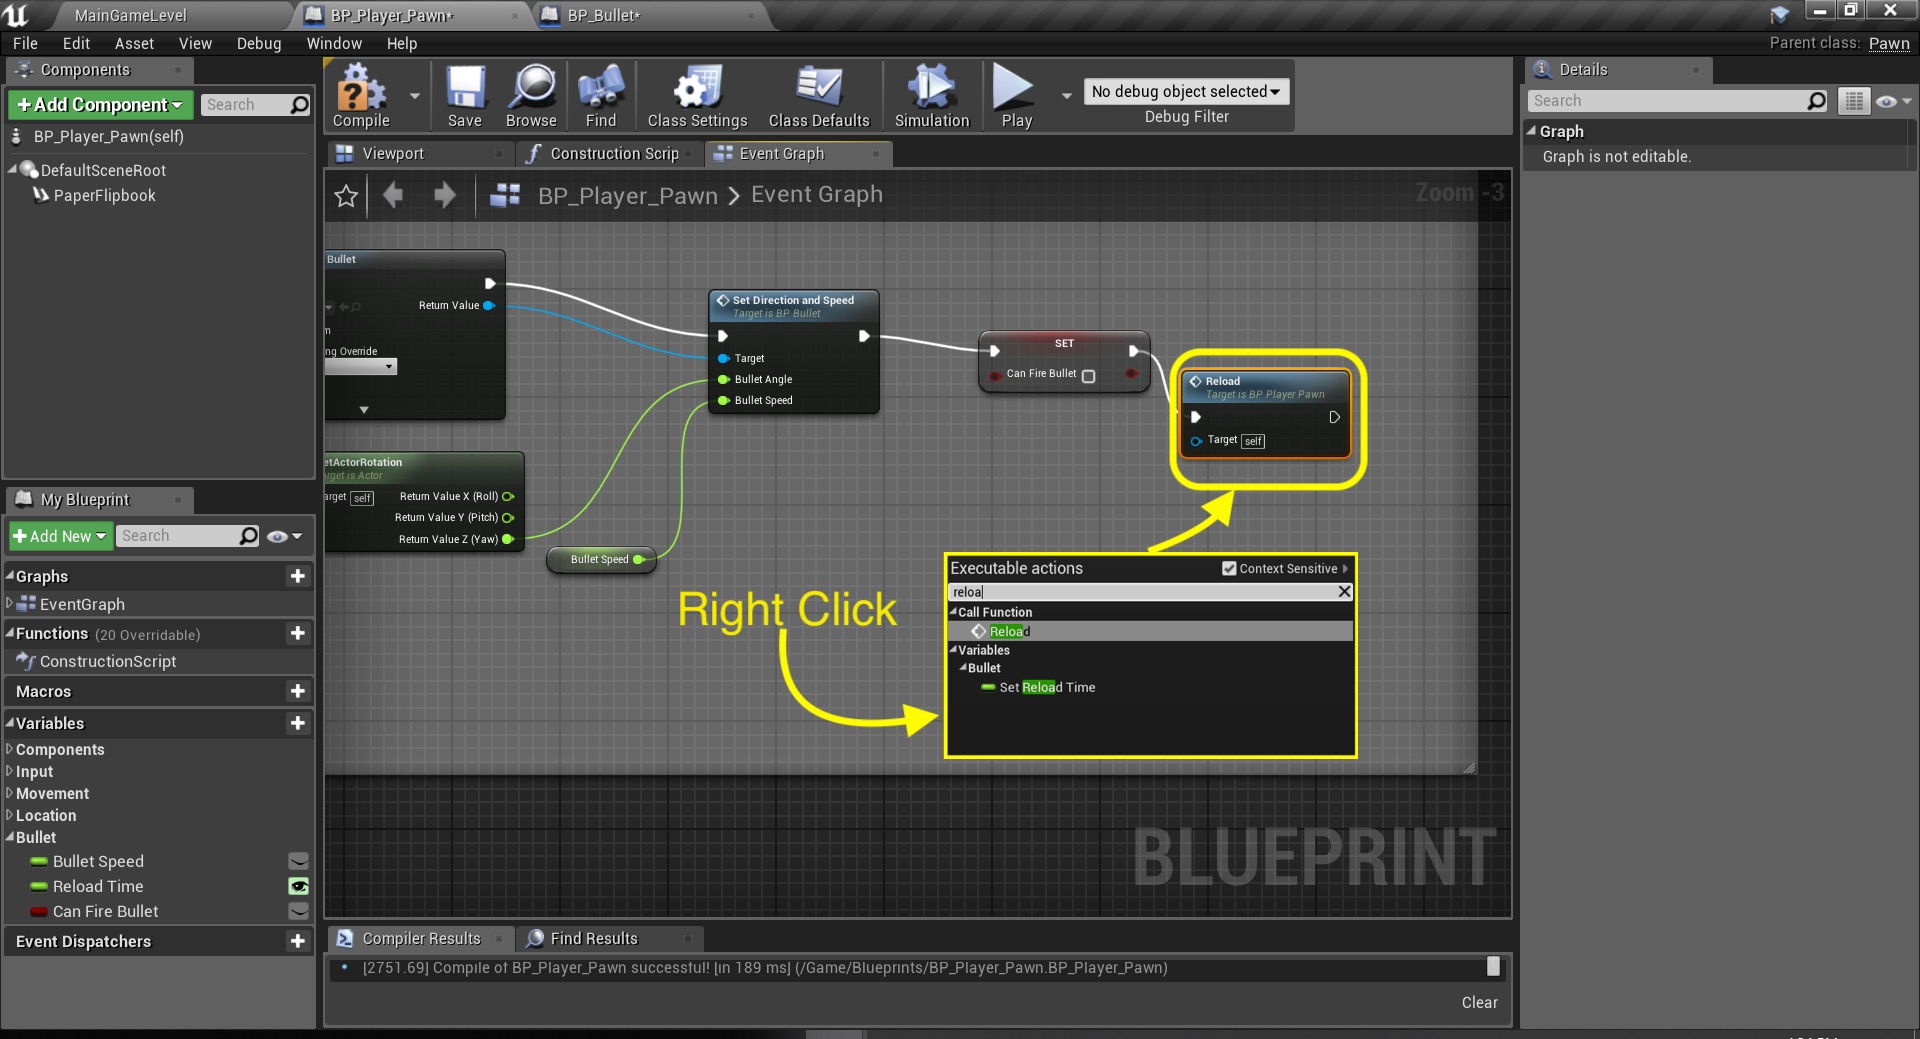 MainGameLevel
BP_Player_Pawn*
BP_Bullet*
File Edit Asset View Debug Window Help
Parent class: Pawn
Components
+Add Component
Search
BP_Player_Pawn(self)
DefaultSceneRoot
PaperFlipbook
Compile
Save
Browse
Find
Class Settings
Class Defaults
Simulation
Play
No debug object selected
Debug Filter
Details
Search
Graph
Graph is not editable.
Viewport
Construction Scrip
Event Graph
BP_Player_Pawn > Event Graph
Zoom -3
Bullet
Return Value
ng Override
Set Direction and Speed
Target is BP Bullet
Target
Bullet Angle
Bullet Speed
SET
Can Fire Bullet
Reload
Target is BP Player Pawn
Target self
etActorRotation
arget is Actor
arget self
Return Value X (Roll)
Return Value Y (Pitch)
Return Value Z (Yaw)
Bullet Speed
Right Click
Executable actions
Context Sensitive
reloa
Call Function
Reload
Variables
Bullet
Set Reload Time
BLUEPRINT
My Blueprint
+Add New
Search
Graphs
EventGraph
Functions (20 Overridable)
ConstructionScript
Macros
Variables
Components
Input
Movement
Location
Bullet
Bullet Speed
Reload Time
Can Fire Bullet
Event Dispatchers
Compiler Results
Find Results
[2751.69] Compile of BP_Player_Pawn successful! [in 189 ms] (/Game/Blueprints/BP_Player_Pawn.BP_Player_Pawn)
Clear